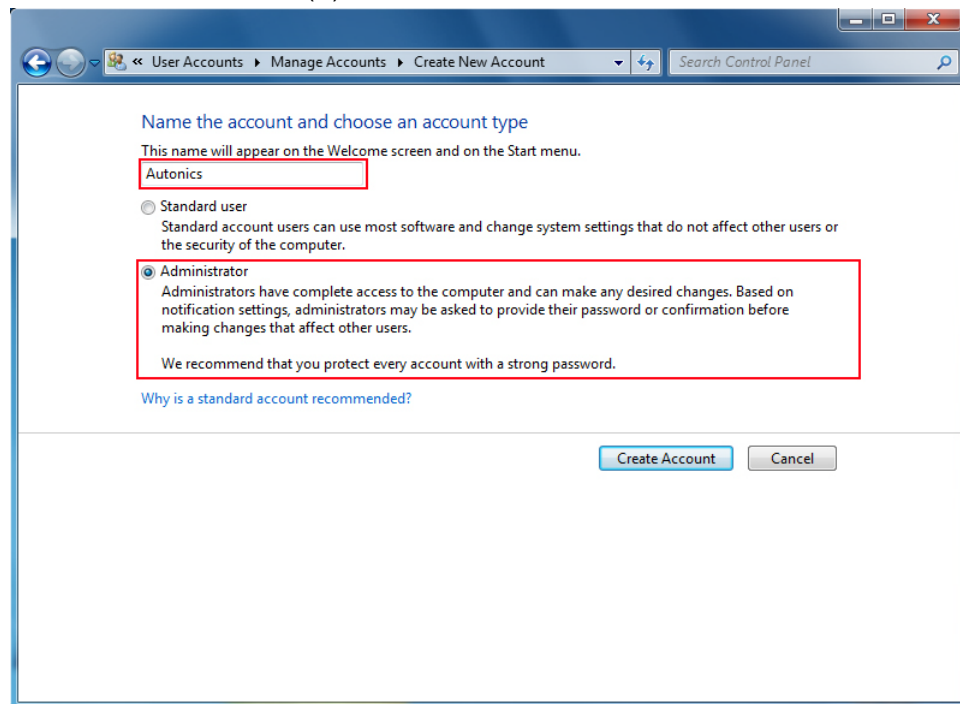 « User Accounts ▸ Manage Accounts ▸ Create New Account
Search Control Panel
Name the account and choose an account type
This name will appear on the Welcome screen and on the Start menu.
Autonics
Standard user
Standard account users can use most software and change system settings that do not affect other users or
the security of the computer.
Administrator
Administrators have complete access to the computer and can make any desired changes. Based on
notification settings, administrators may be asked to provide their password or confirmation before
making changes that affect other users.
We recommend that you protect every account with a strong password.
Why is a standard account recommended?
Create Account
Cancel